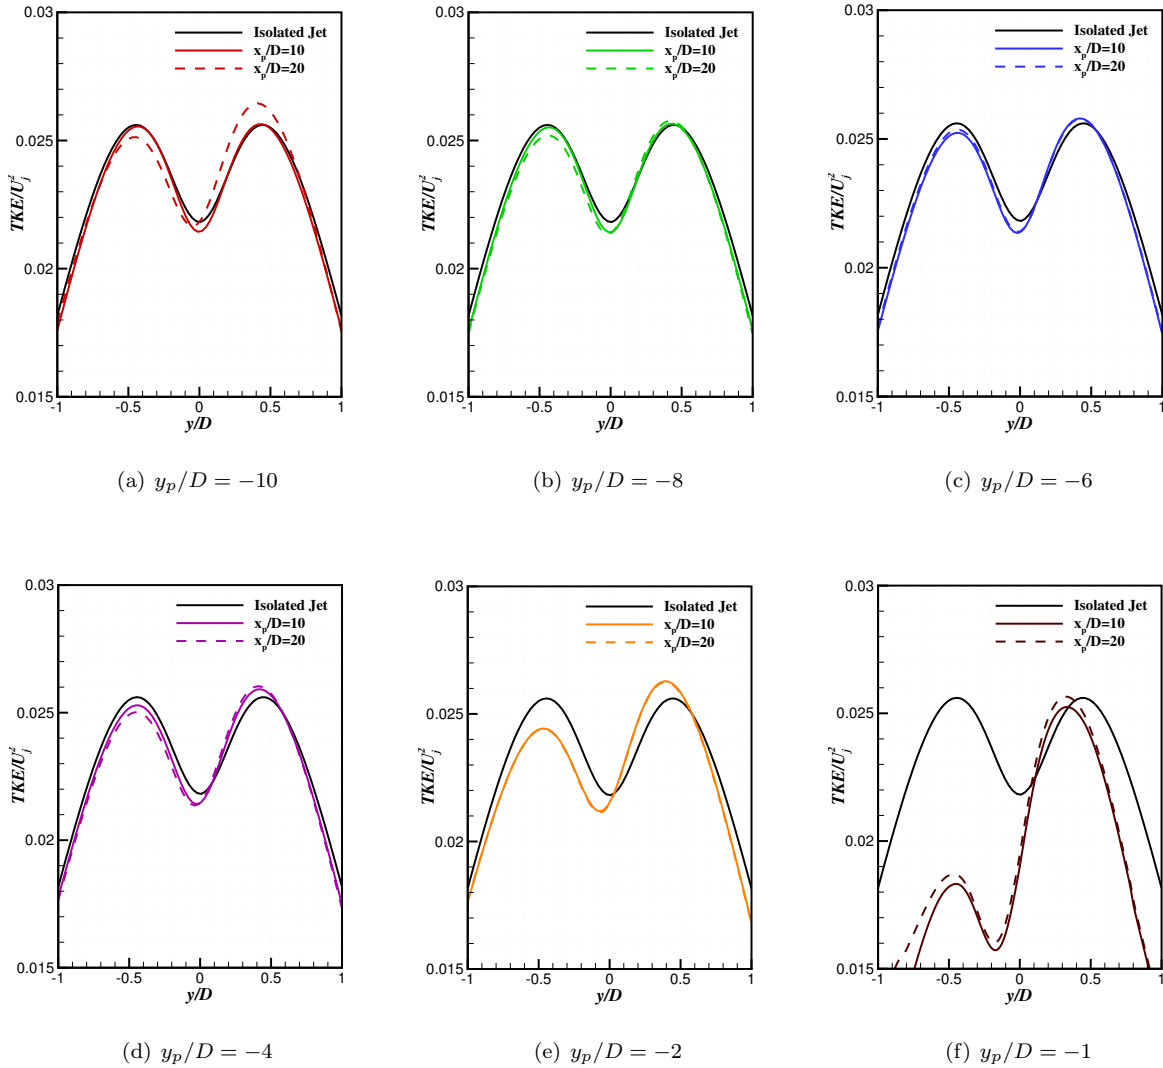 0.03
0.025
0.02
0.015
TKE/U_j^2
Isolated Jet
x_p/D=10
x_p/D=20
-1 -0.5 0 0.5 1
y/D
(a) y_p/D = −10
0.03
0.025
0.02
0.015
TKE/U_j^2
Isolated Jet
x_p/D=10
x_p/D=20
-1 -0.5 0 0.5 1
y/D
(b) y_p/D = −8
0.03
0.025
0.02
0.015
TKE/U_j^2
Isolated Jet
x_p/D=10
x_p/D=20
-1 -0.5 0 0.5 1
y/D
(c) y_p/D = −6
0.03
0.025
0.02
0.015
TKE/U_j^2
Isolated Jet
x_p/D=10
x_p/D=20
-1 -0.5 0 0.5 1
y/D
(d) y_p/D = −4
0.03
0.025
0.02
0.015
TKE/U_j^2
Isolated Jet
x_p/D=10
x_p/D=20
-1 -0.5 0 0.5 1
y/D
(e) y_p/D = −2
0.03
0.025
0.02
0.015
TKE/U_j^2
Isolated Jet
x_p/D=10
x_p/D=20
-1 -0.5 0 0.5 1
y/D
(f) y_p/D = −1